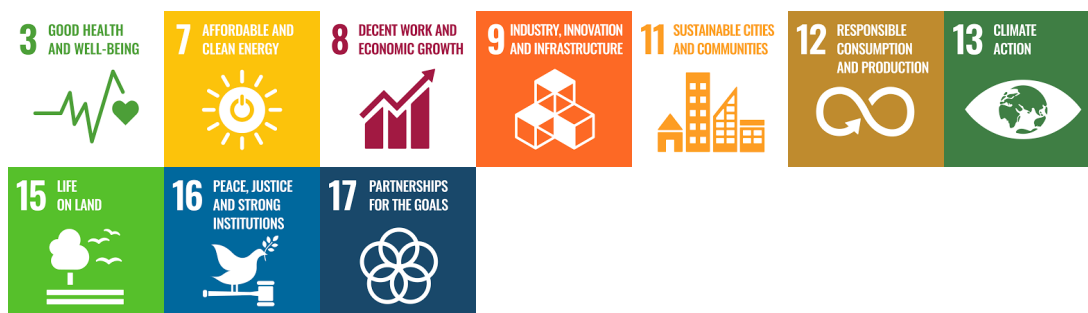 3 GOOD HEALTH
AND WELL-BEING
7 AFFORDABLE AND
CLEAN ENERGY
8 DECENT WORK AND
ECONOMIC GROWTH
9 INDUSTRY, INNOVATION
AND INFRASTRUCTURE
11 SUSTAINABLE CITIES
AND COMMUNITIES
12 RESPONSIBLE
CONSUMPTION
AND PRODUCTION
13 CLIMATE
ACTION
15 LIFE
ON LAND
16 PEACE, JUSTICE
AND STRONG
INSTITUTIONS
17 PARTNERSHIPS
FOR THE GOALS